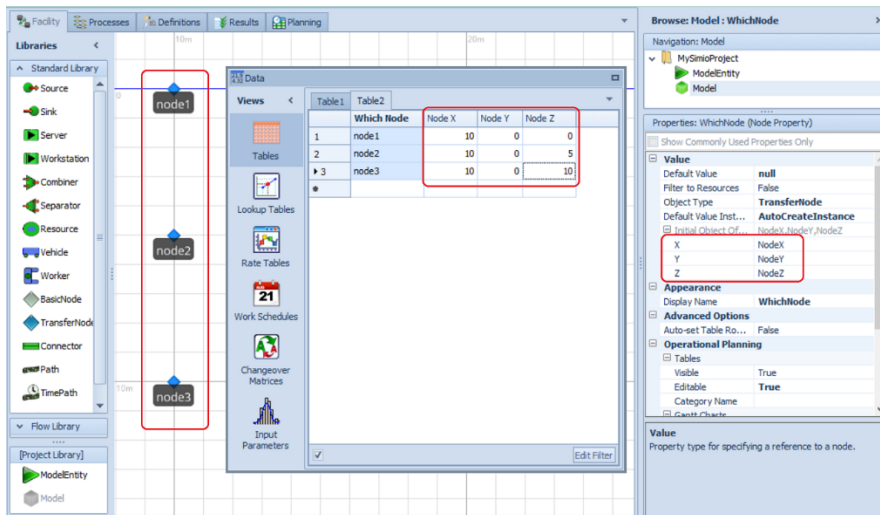 Facility
Processes
Definitions
Results
Planning
Libraries
Standard Library
Source
Sink
Server
Workstation
Combiner
Separator
Resource
Vehicle
Worker
BasicNode
TransferNode
Connector
Path
TimePath
Flow Library
[Project Library]
ModelEntity
Model
10m
20m
0
node1
node2
10m
node3
Data
Views
Tables
Lookup Tables
Rate Tables
21
Work Schedules
Changeover
Matrices
Input
Parameters
Table1 Table2
Which Node Node X Node Y Node Z
1 node1 10 0 0
2 node2 10 0 5
3 node3 10 0 10
Edit Filter
Browse: Model : WhichNode
Navigation: Model
MySimioProject
ModelEntity
Model
Properties: WhichNode (Node Property)
Show Commonly Used Properties Only
Value
Default Value null
Filter to Resources False
Object Type TransferNode
Default Value Inst... AutoCreateInstance
Initial Object Of... NodeX,NodeY,NodeZ
X NodeX
Y NodeY
Z NodeZ
Appearance
Display Name WhichNode
Advanced Options
Auto-set Table Ro... False
Operational Planning
Tables
Visible True
Editable True
Category Name
Gantt Charts
Value
Property type for specifying a reference to a node.